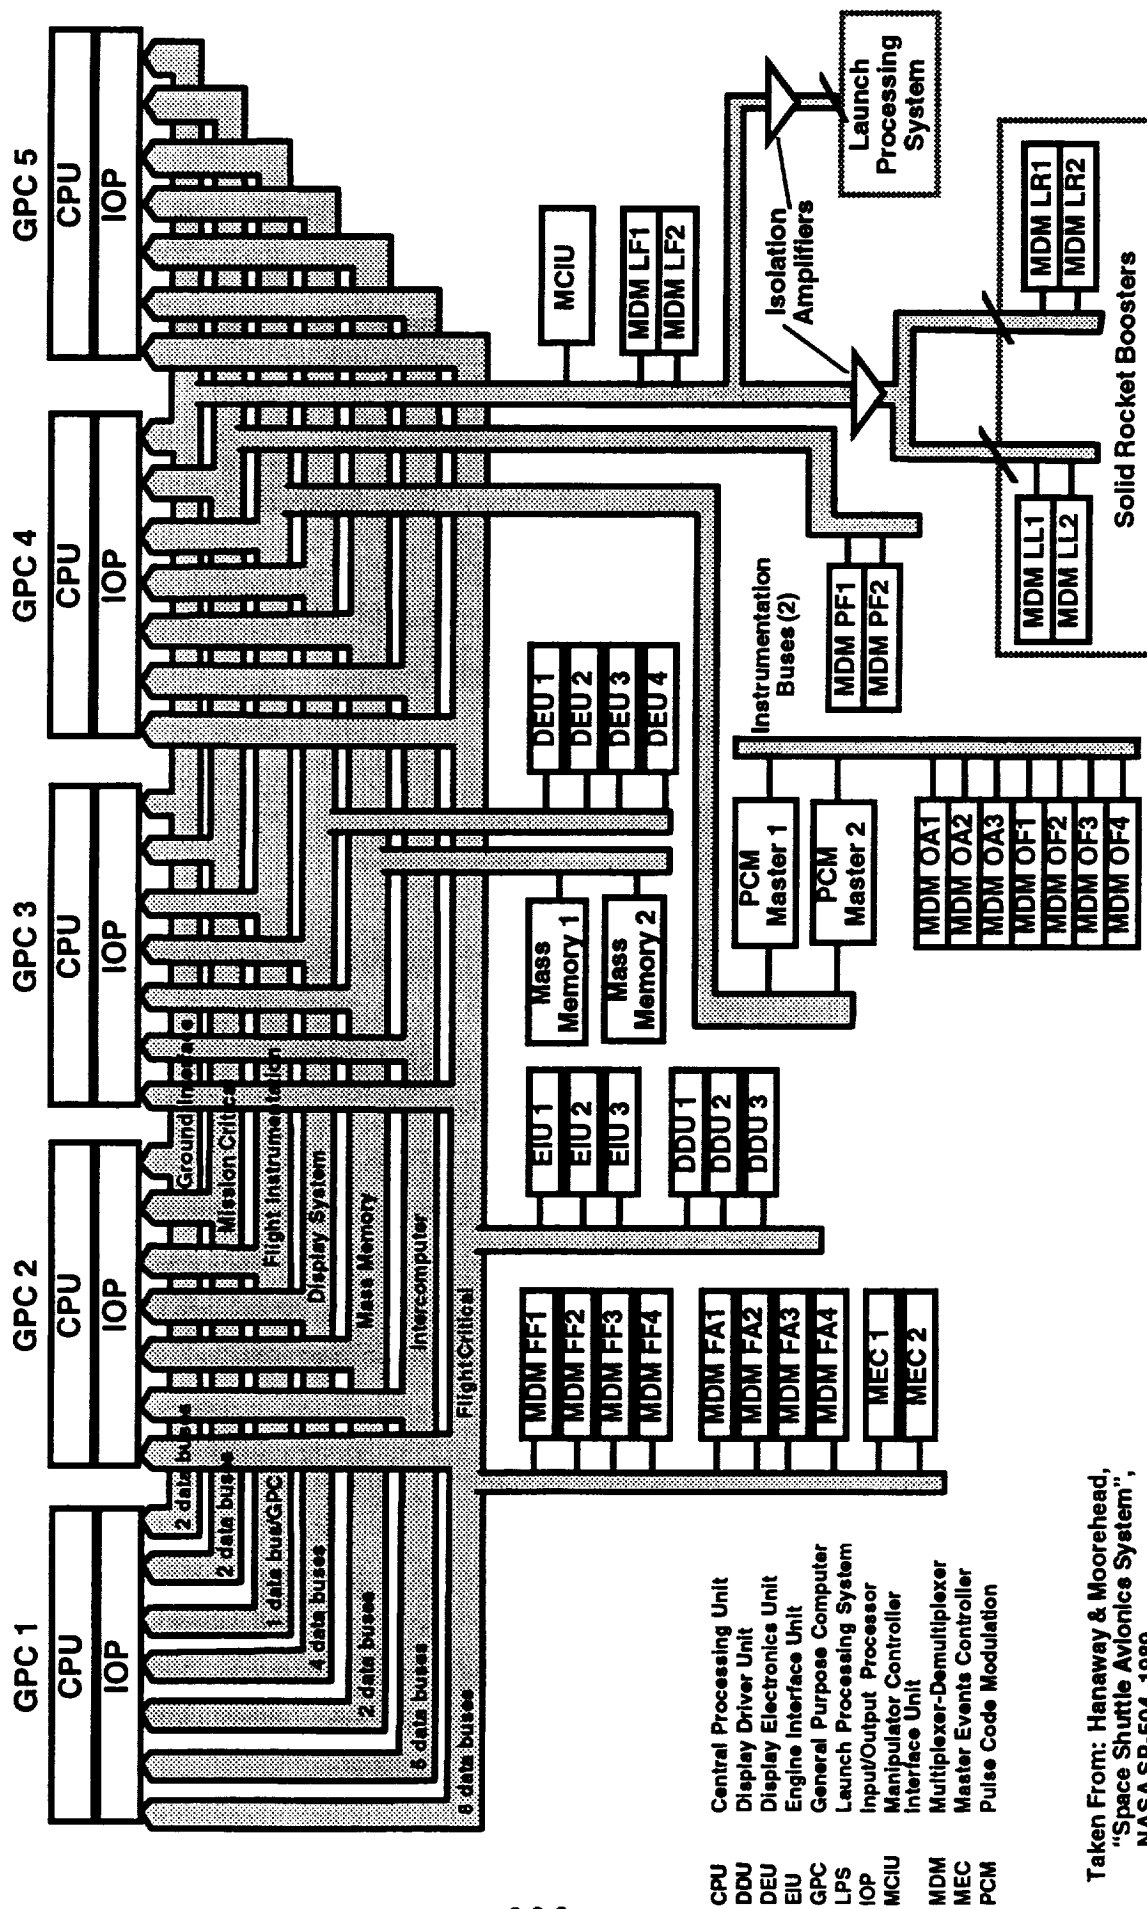 GPC 1
CPU
IOP
GPC 2
CPU
IOP
GPC 3
CPU
IOP
GPC 4
CPU
IOP
GPC 5
CPU
IOP
2 data buses
Ground Interface
2 data buses
Mission Critical
1 data bus/GPC
Flight Instrumentation
4 data buses
Display System
2 data buses
Mass Memory
5 data buses
Intercomputer
8 data buses
Flight Critical
MDM FF1
MDM FF2
MDM FF3
MDM FF4
EIU 1
EIU 2
EIU 3
Mass
Memory 1
Mass
Memory 2
DEU 1
DEU 2
DEU 3
DEU 4
MCIU
MDM LF1
MDM LF2
MDM FA1
MDM FA2
MDM FA3
MDM FA4
DDU 1
DDU 2
DDU 3
MEC 1
MEC 2
PCM
Master 1
PCM
Master 2
Instrumentation
Buses (2)
MDM PF1
MDM PF2
Isolation
Amplifiers
Launch
Processing
System
MDM OA1
MDM OA2
MDM OA3
MDM OF1
MDM OF2
MDM OF3
MDM OF4
MDM LL1
MDM LL2
MDM LR1
MDM LR2
Solid Rocket Boosters
CPU Central Processing Unit
DDU Display Driver Unit
DEU Display Electronics Unit
EIU Engine Interface Unit
GPC General Purpose Computer
LPS Launch Processing System
IOP Input/Output Processor
MCIU Manipulator Controller
Interface Unit
MDM Multiplexer-Demultiplexer
MEC Master Events Controller
PCM Pulse Code Modulation
Taken From: Hanaway & Moorehead,
"Space Shuttle Avionics System",
NASA SP-504, 1989